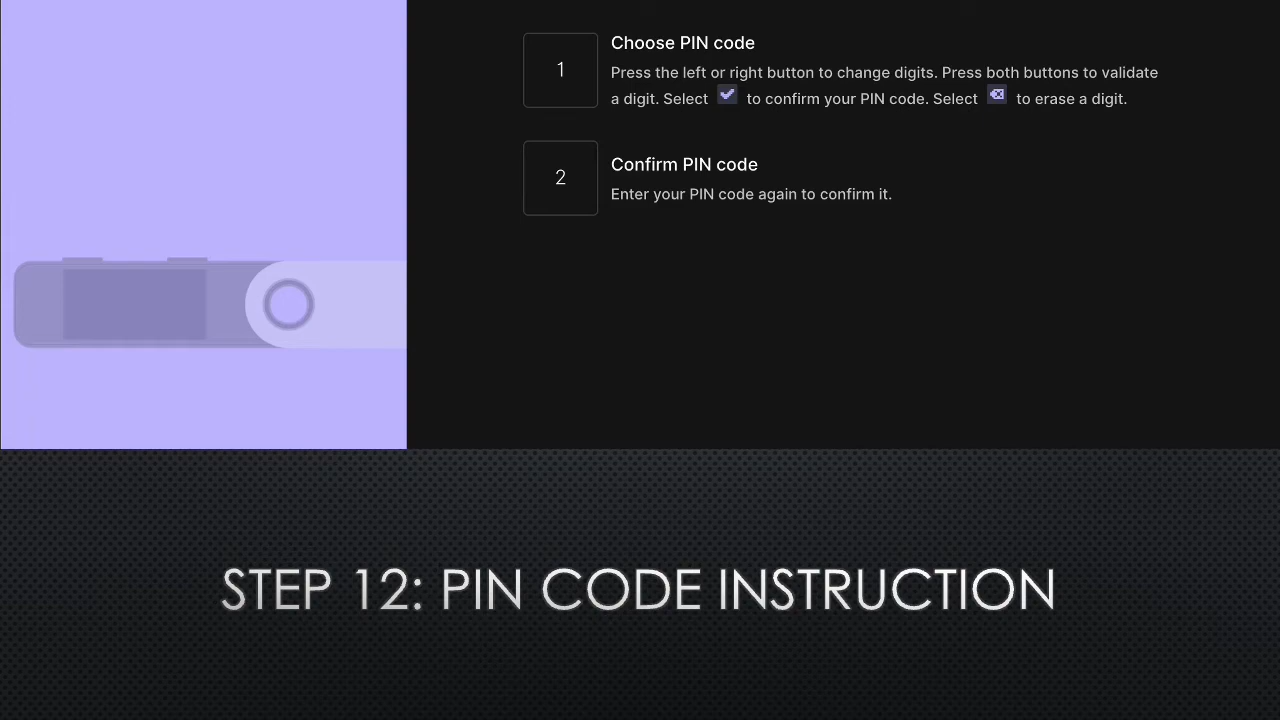 1
Choose PIN code
Press the left or right button to change digits. Press both buttons to validate
a digit. Select to confirm your PIN code. Select to erase a digit.
2
Confirm PIN code
Enter your PIN code again to confirm it.
STEP 12: PIN CODE INSTRUCTION